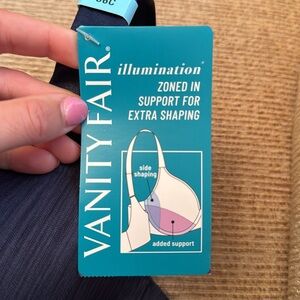 VANITY FAIR®
illumination®
ZONED IN
SUPPORT FOR
EXTRA SHAPING
side
shaping
added support